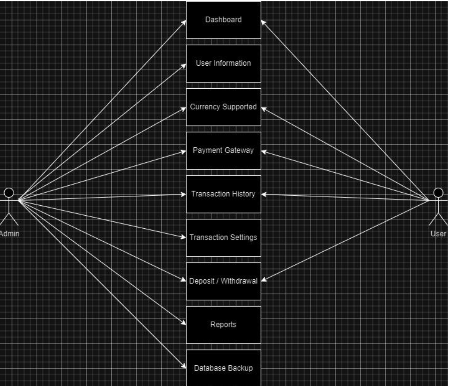 Dashboard
User Information
Currency Supported
Payment Gateway
Transaction History
Admin
User
Transaction Settings
Deposit / Withdrawal
Reports
Database Backup